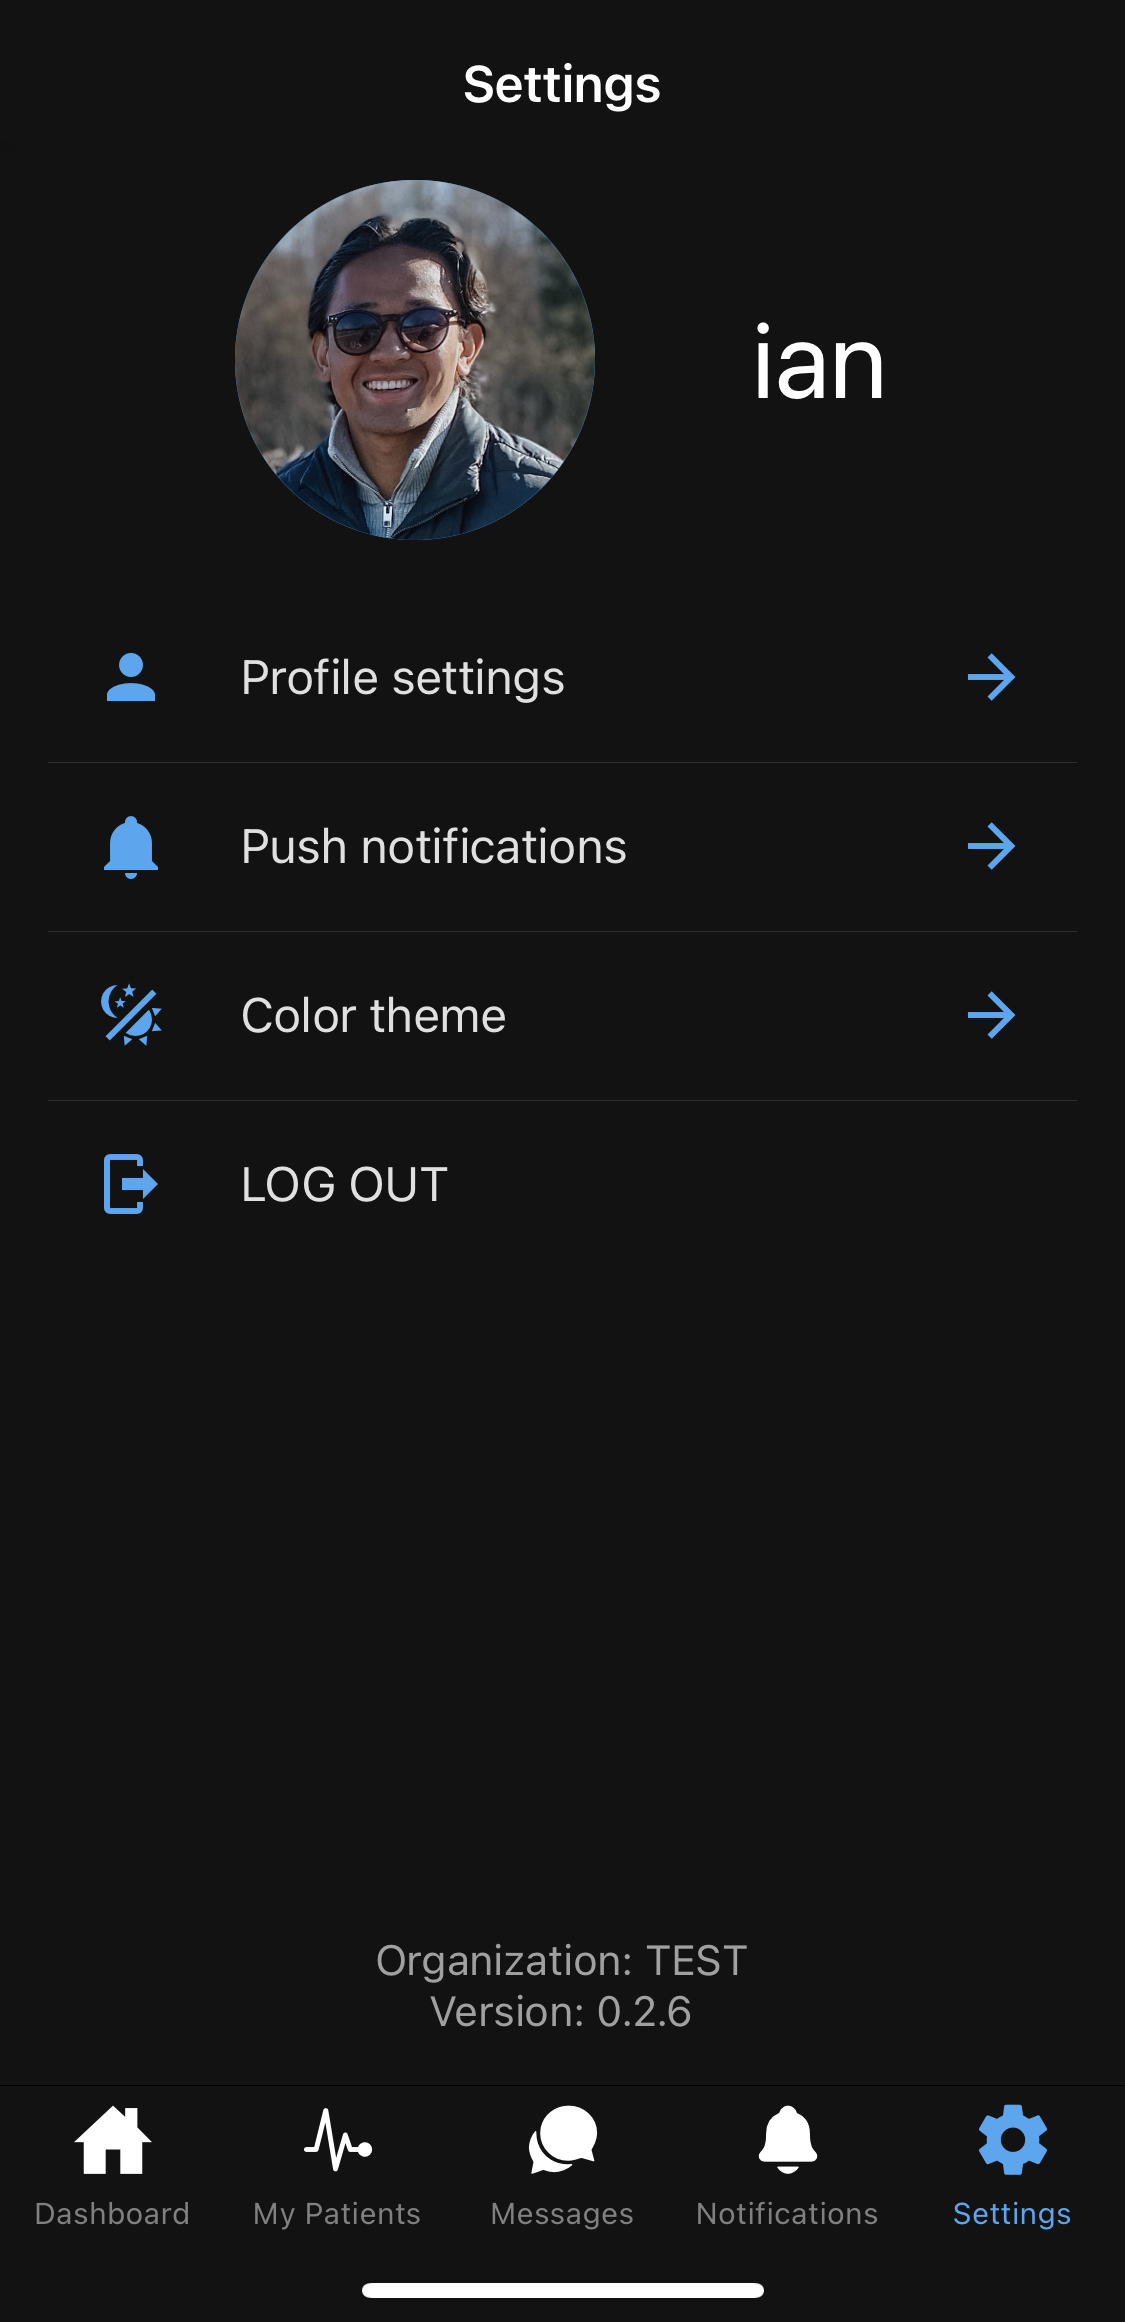 Settings
ian
Profile settings
Push notifications
Color theme
LOG OUT
Organization: TEST
Version: 0.2.6
Dashboard
My Patients
Messages
Notifications
Settings